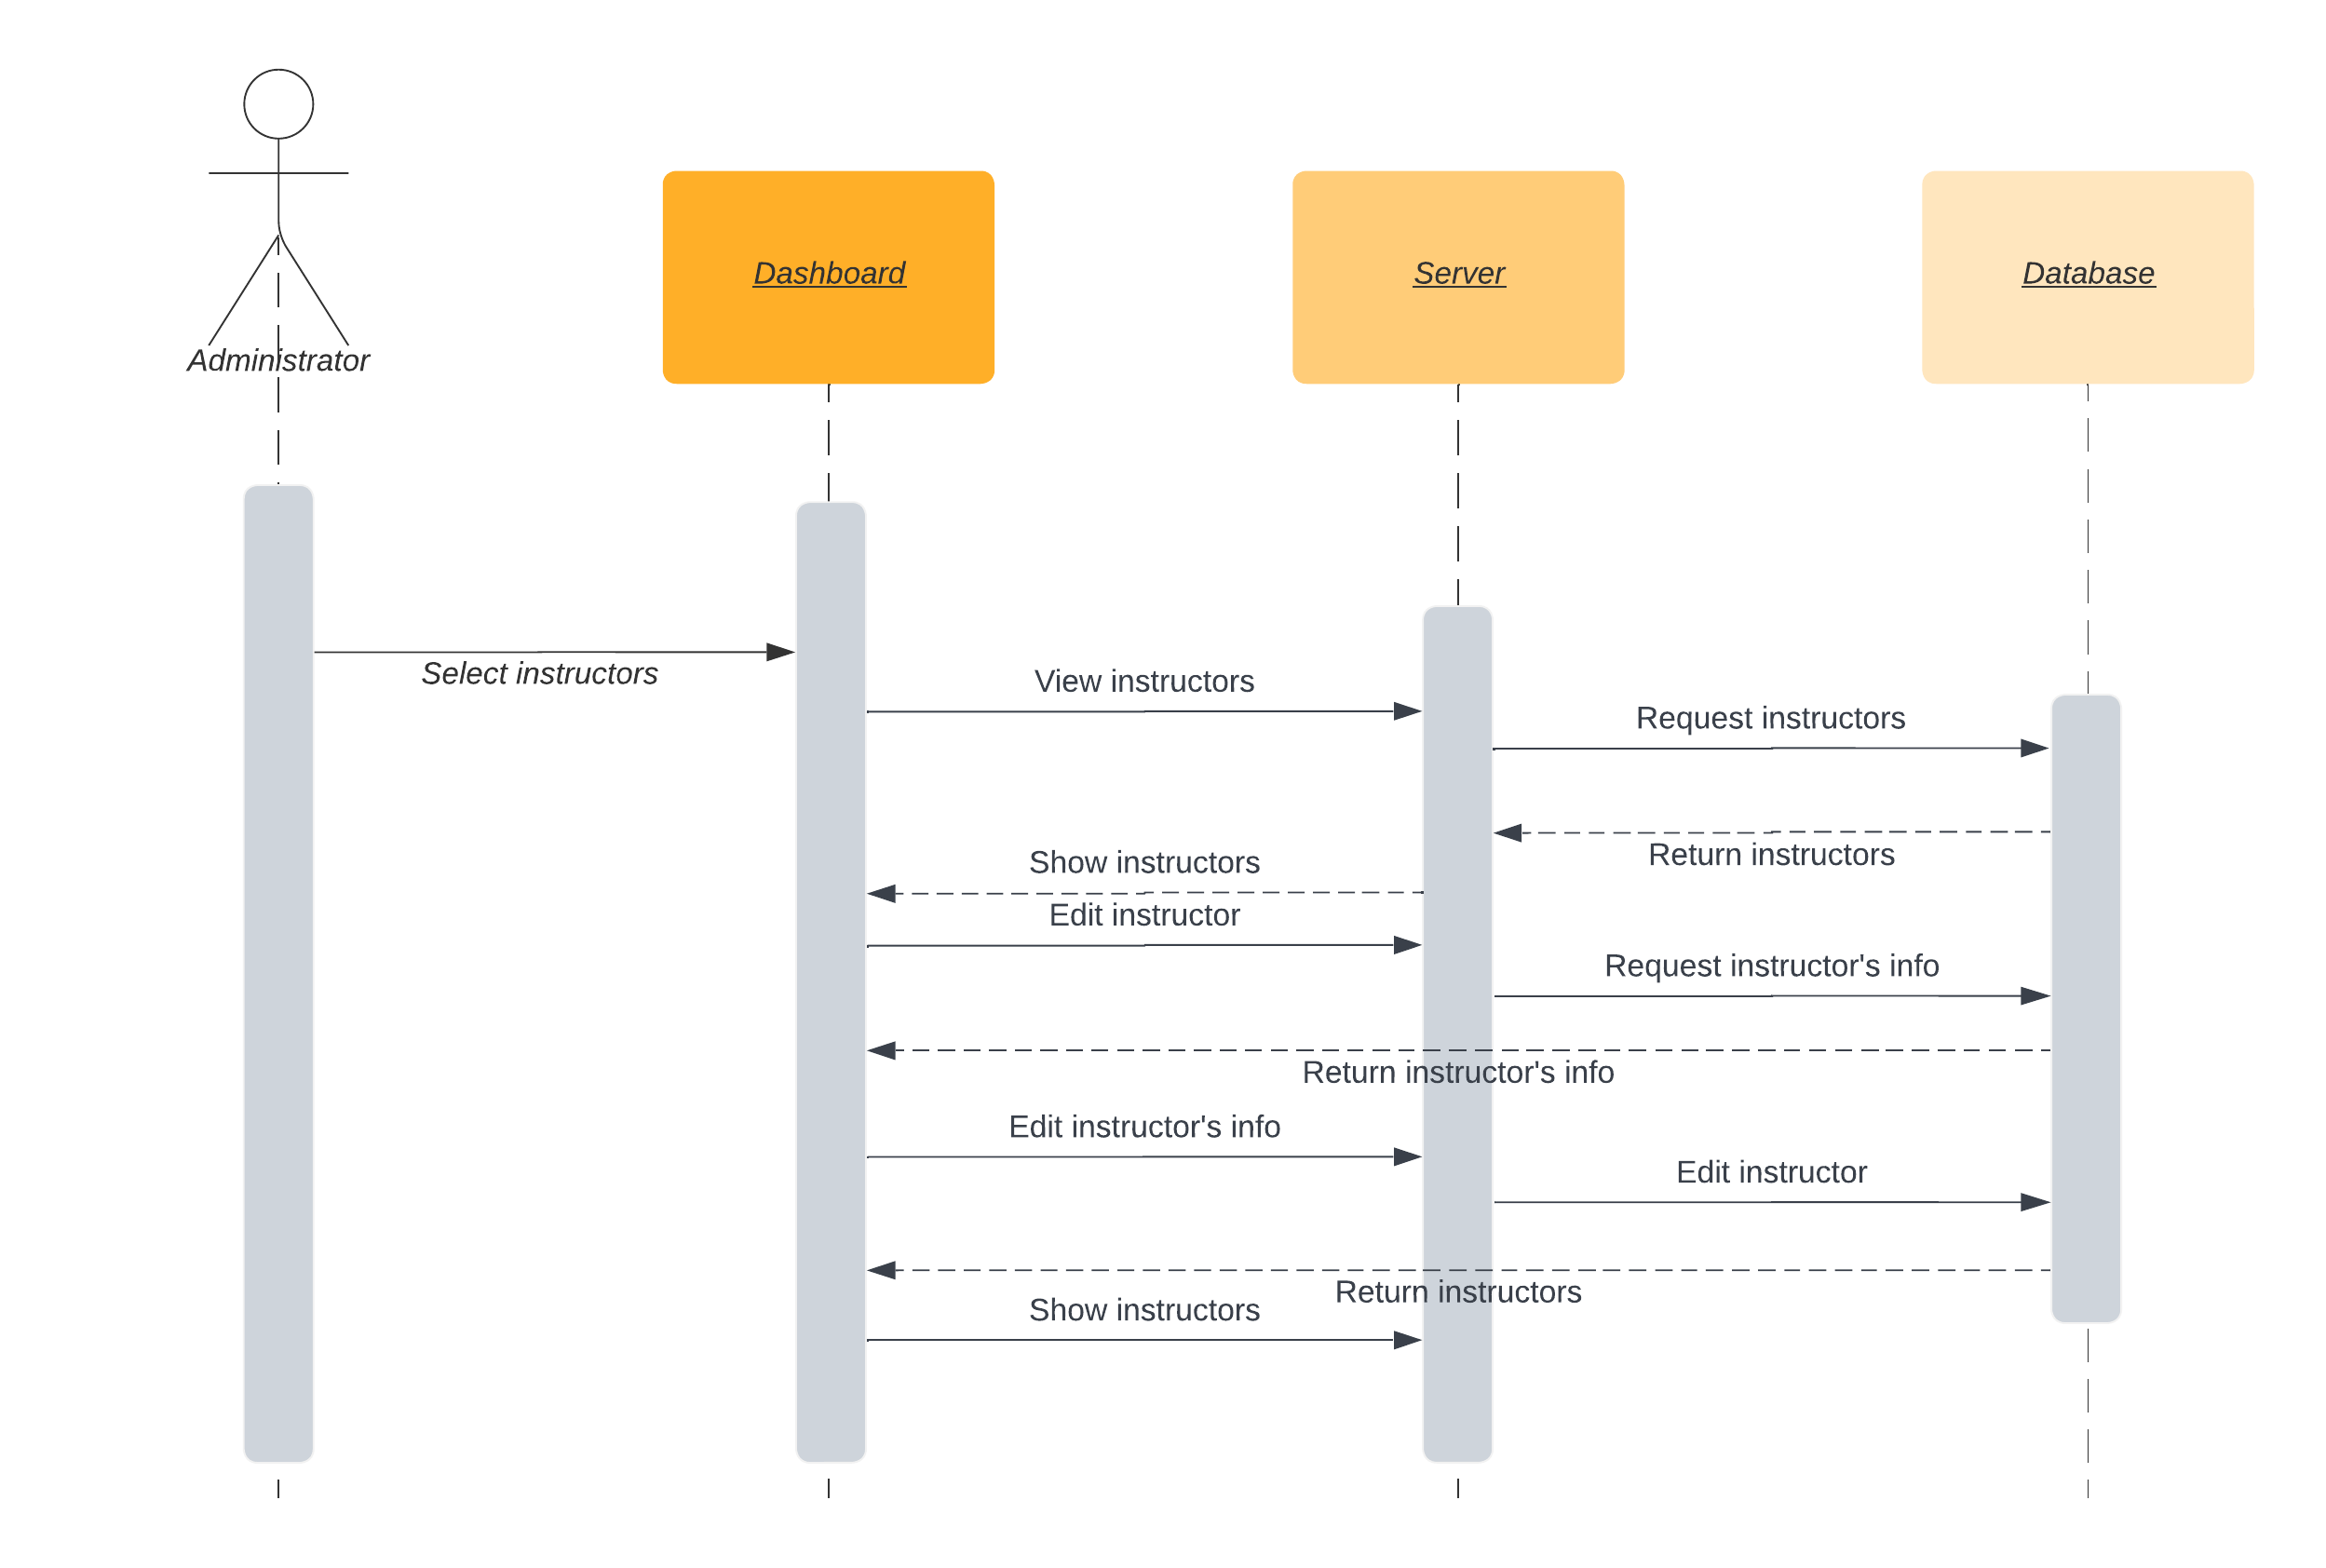 Dashboard
Server
Database
Administrator
Select instructors
View instructors
Request instructors
Return instructors
Show instructors
Edit instructor
Request instructor's info
Return instructor's info
Edit instructor's info
Edit instructor
Return instructors
Show instructors